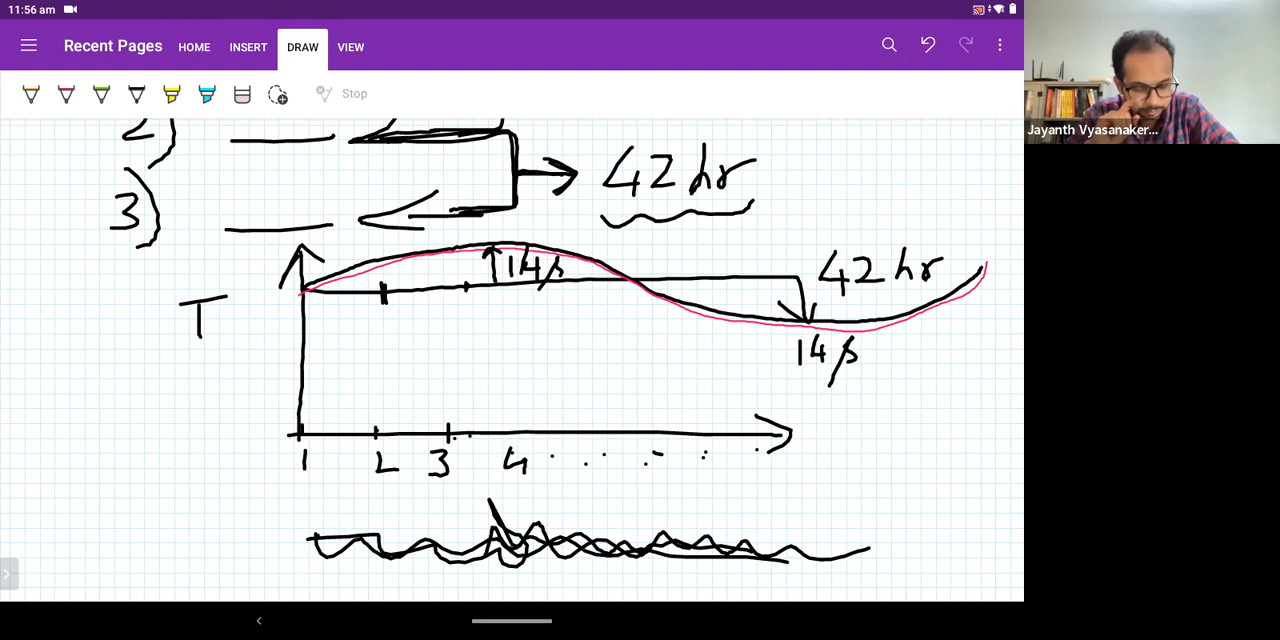 11:56 am
Recent Pages HOME INSERT DRAW VIEW
Stop
Jayanth Vyasanaker...
2)
3)
42 hr
14 s
42 hr
T
14 s
1 2 3 4